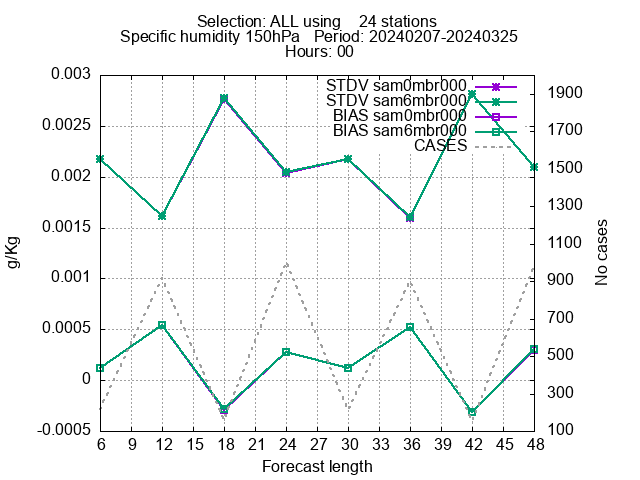 Selection: ALL using    24 stations
Specific humidity 150hPa   Period: 20240207-20240325
Hours: 00
STDV sam0mbr000
STDV sam6mbr000
BIAS sam0mbr000
BIAS sam6mbr000
CASES
g/Kg
0.003
0.0025
0.002
0.0015
0.001
0.0005
0
-0.0005
No cases
1900
1700
1500
1300
1100
900
700
500
300
100
6 9 12 15 18 21 24 27 30 33 36 39 42 45 48
Forecast length